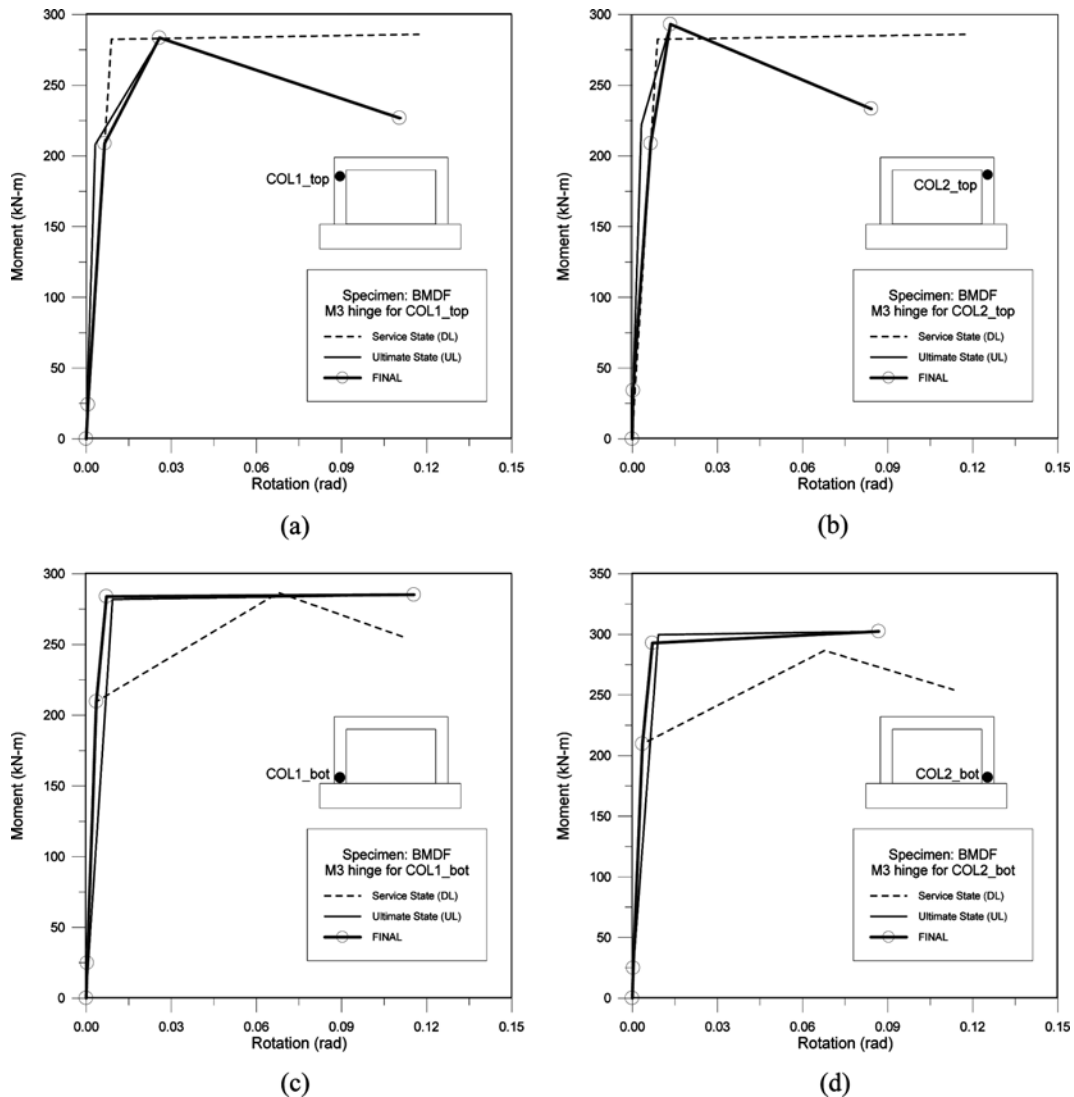 300
250
200
150
100
50
0
Moment (kN-m)
COL1_top
Specimen: BMDF
M3 hinge for COL1_top
Service State (DL)
Ultimate State (UL)
FINAL
0.00 0.03 0.06 0.09 0.12 0.15
Rotation (rad)
(a)
300
250
200
150
100
50
0
Moment (kN-m)
COL2_top
Specimen: BMDF
M3 hinge for COL2_top
Service State (DL)
Ultimate State (UL)
FINAL
0.00 0.03 0.06 0.09 0.12 0.15
Rotation (rad)
(b)
300
250
200
150
100
50
0
Moment (kN-m)
COL1_bot
Specimen: BMDF
M3 hinge for COL1_bot
Service State (DL)
Ultimate State (UL)
FINAL
0.00 0.03 0.06 0.09 0.12 0.15
Rotation (rad)
(c)
350
300
250
200
150
100
50
0
Moment (kN-m)
COL2_bot
Specimen: BMDF
M3 hinge for COL2_bot
Service State (DL)
Ultimate State (UL)
FINAL
0.00 0.03 0.06 0.09 0.12 0.15
Rotation (rad)
(d)